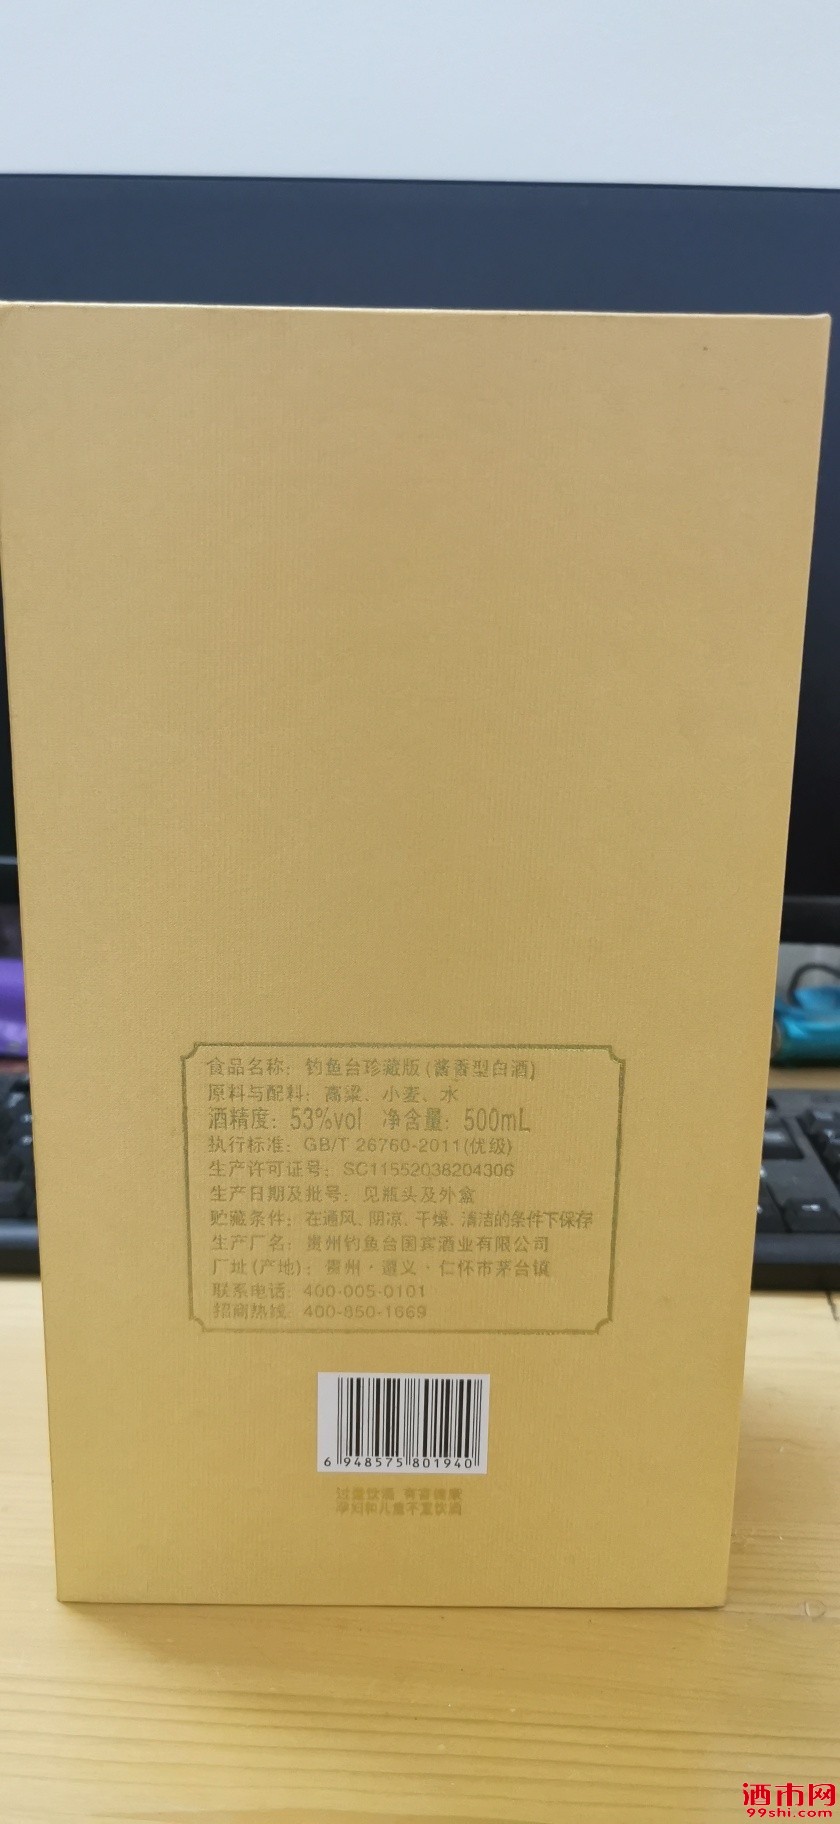 食品名称：钓鱼台珍藏版(酱香型白酒)
原料与配料：高粱、小麦、水
酒精度：53%vol 净含量：500mL
执行标准：GB/T 26760-2011(优级)
生产许可证号：SC11552038204306
生产日期及批号：见瓶头及外盒
贮藏条件：在通风、阴凉、干燥、清洁的条件下保存
生产厂名：贵州钓鱼台国宾酒业有限公司
厂址(产地)：贵州·遵义·仁怀市茅台镇
联系电话：400-005-0101
招商热线：400-850-1669
6 948575 801940
过量饮酒 有害健康
孕妇和儿童不宜饮酒
酒市网
99shi.com